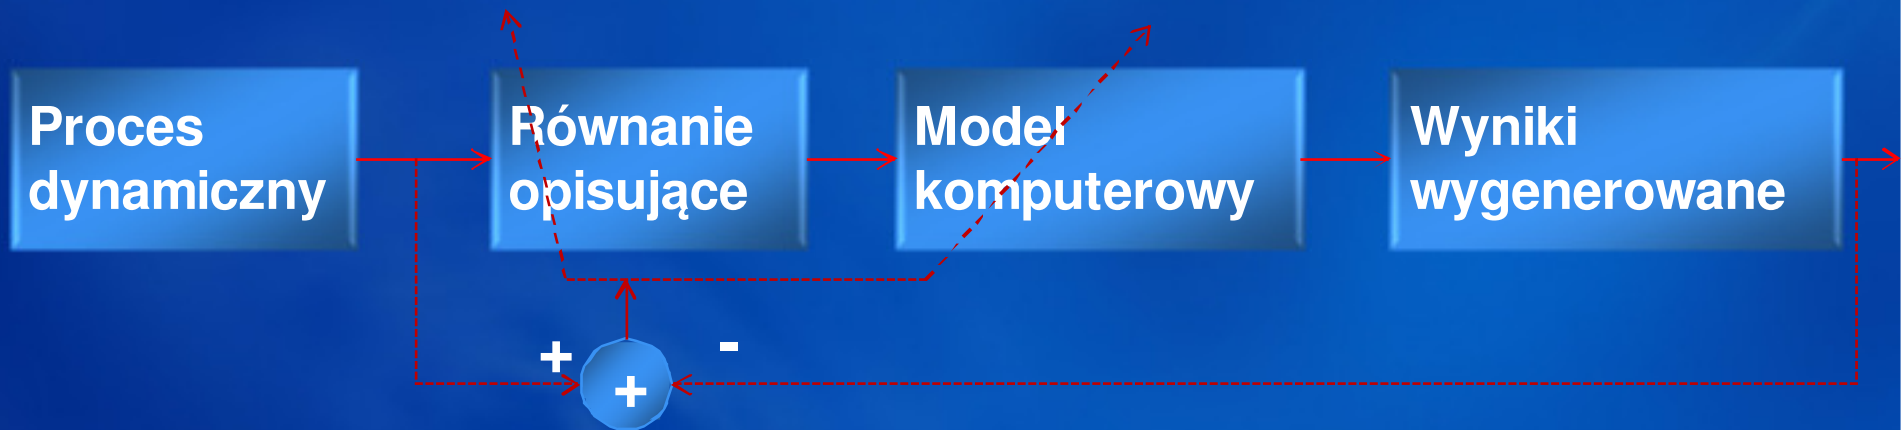 Proces
dynamiczny
Równanie
opisujące
Model
komputerowy
Wyniki
wygenerowane
+
-
+